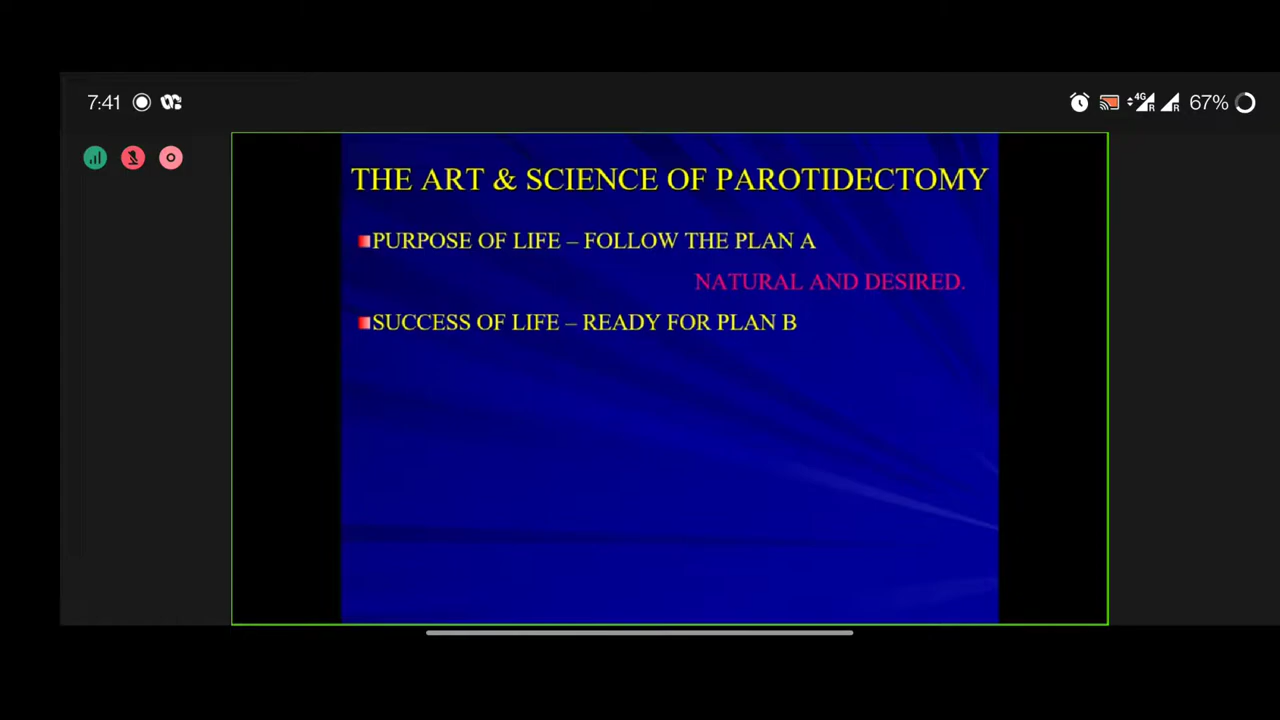 7:41
4G
R
R
67%
THE ART & SCIENCE OF PAROTIDECTOMY
PURPOSE OF LIFE – FOLLOW THE PLAN A
NATURAL AND DESIRED.
SUCCESS OF LIFE – READY FOR PLAN B